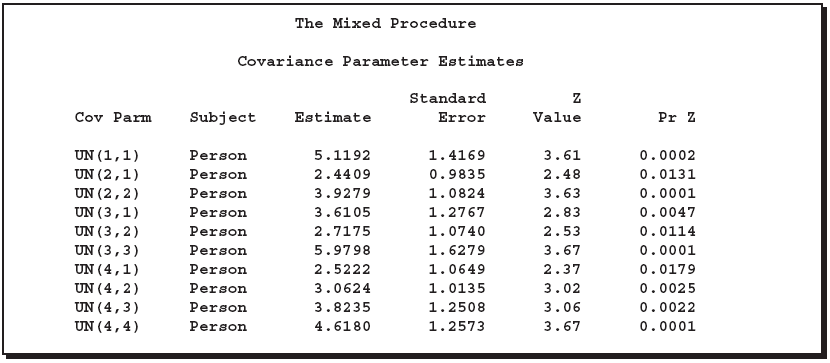 The Mixed Procedure
Covariance Parameter Estimates
Standard Z
Cov Parm Subject Estimate Error Value Pr Z
UN(1,1) Person 5.1192 1.4169 3.61 0.0002
UN(2,1) Person 2.4409 0.9835 2.48 0.0131
UN(2,2) Person 3.9279 1.0824 3.63 0.0001
UN(3,1) Person 3.6105 1.2767 2.83 0.0047
UN(3,2) Person 2.7175 1.0740 2.53 0.0114
UN(3,3) Person 5.9798 1.6279 3.67 0.0001
UN(4,1) Person 2.5222 1.0649 2.37 0.0179
UN(4,2) Person 3.0624 1.0135 3.02 0.0025
UN(4,3) Person 3.8235 1.2508 3.06 0.0022
UN(4,4) Person 4.6180 1.2573 3.67 0.0001